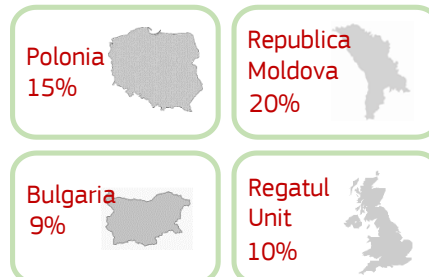 Polonia
15%
Republica
Moldova
20%
Bulgaria
9%
Regatul
Unit
10%